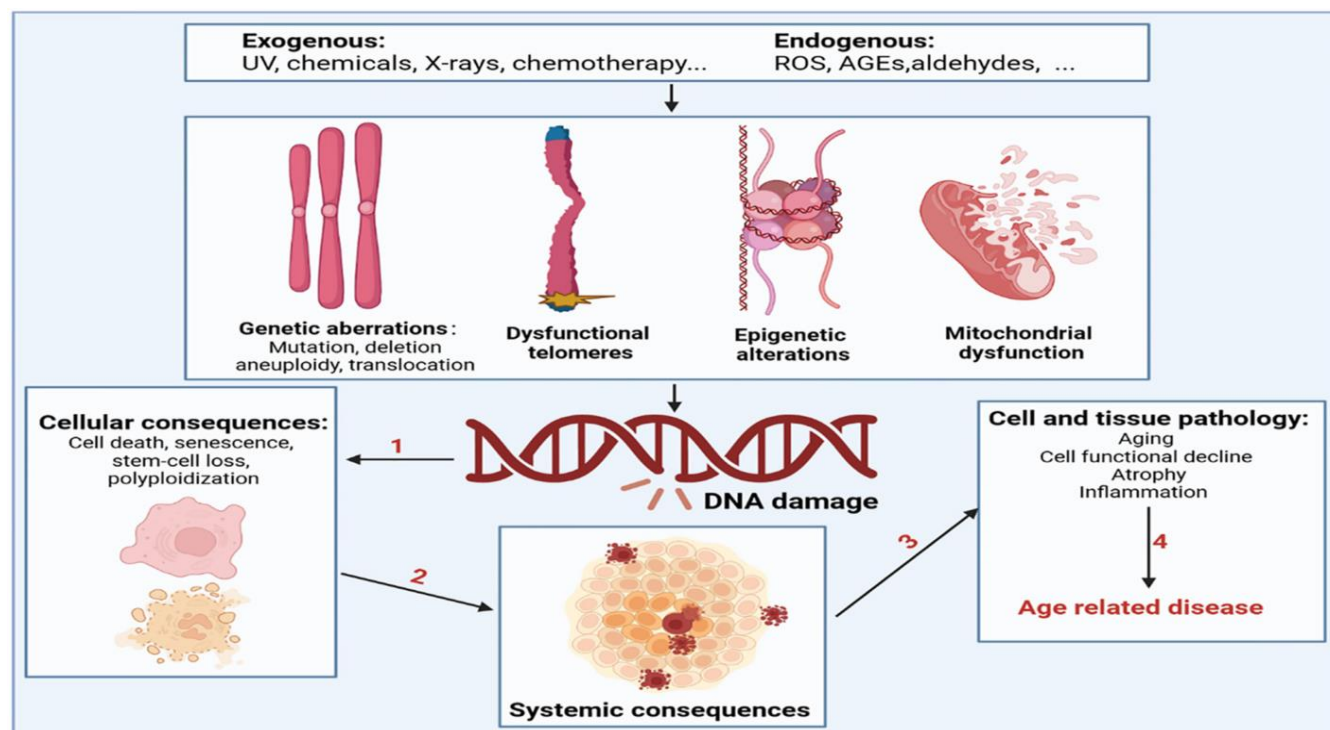 Exogenous:
UV, chemicals, X-rays, chemotherapy...
Endogenous:
ROS, AGEs,aldehydes, ...
Genetic aberrations:
Mutation, deletion
aneuploidy, translocation
Dysfunctional
telomeres
Epigenetic
alterations
Mitochondrial
dysfunction
Cellular consequences:
Cell death, senescence,
stem-cell loss,
polyploidization
1
DNA damage
2
Systemic consequences
3
Cell and tissue pathology:
Aging
Cell functional decline
Atrophy
Inflammation
4
Age related disease